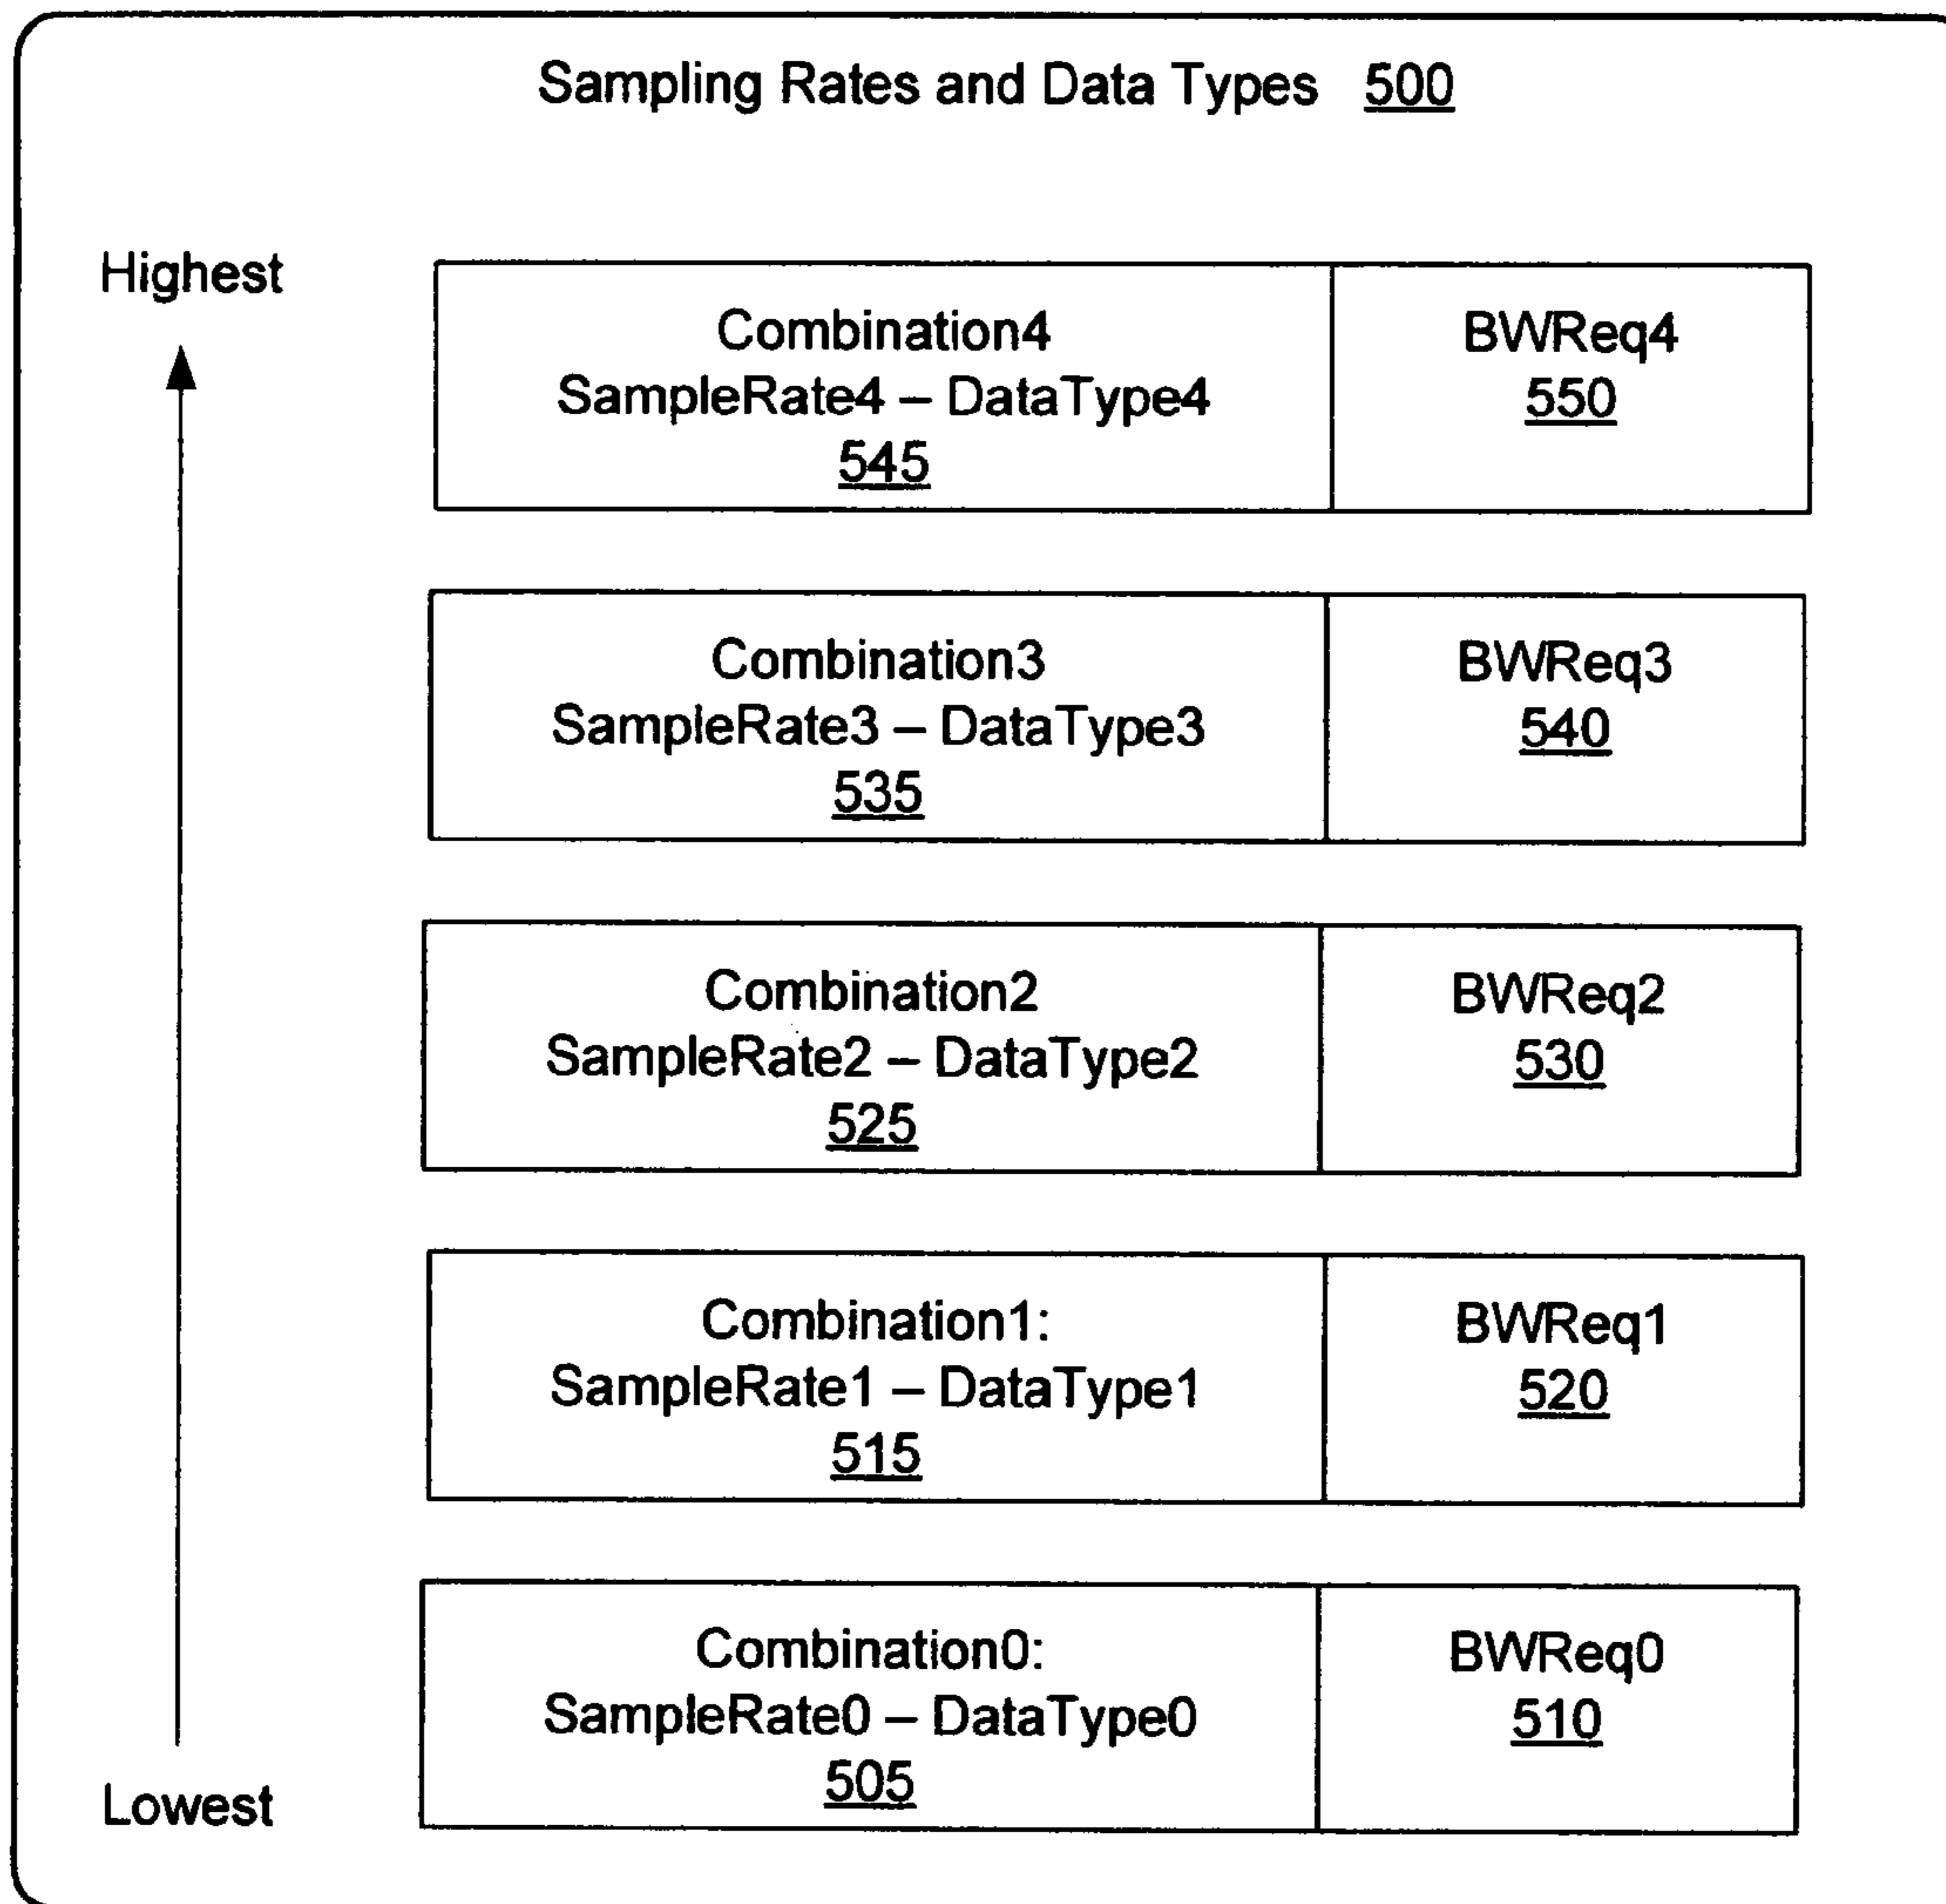 Sampling Rates and Data Types 500
Highest
Combination4
SampleRate4 – DataType4
545
BWReq4
550
Combination3
SampleRate3 – DataType3
535
BWReq3
540
Combination2
SampleRate2 – DataType2
525
BWReq2
530
Combination1:
SampleRate1 – DataType1
515
BWReq1
520
Combination0:
SampleRate0 – DataType0
505
BWReq0
510
Lowest